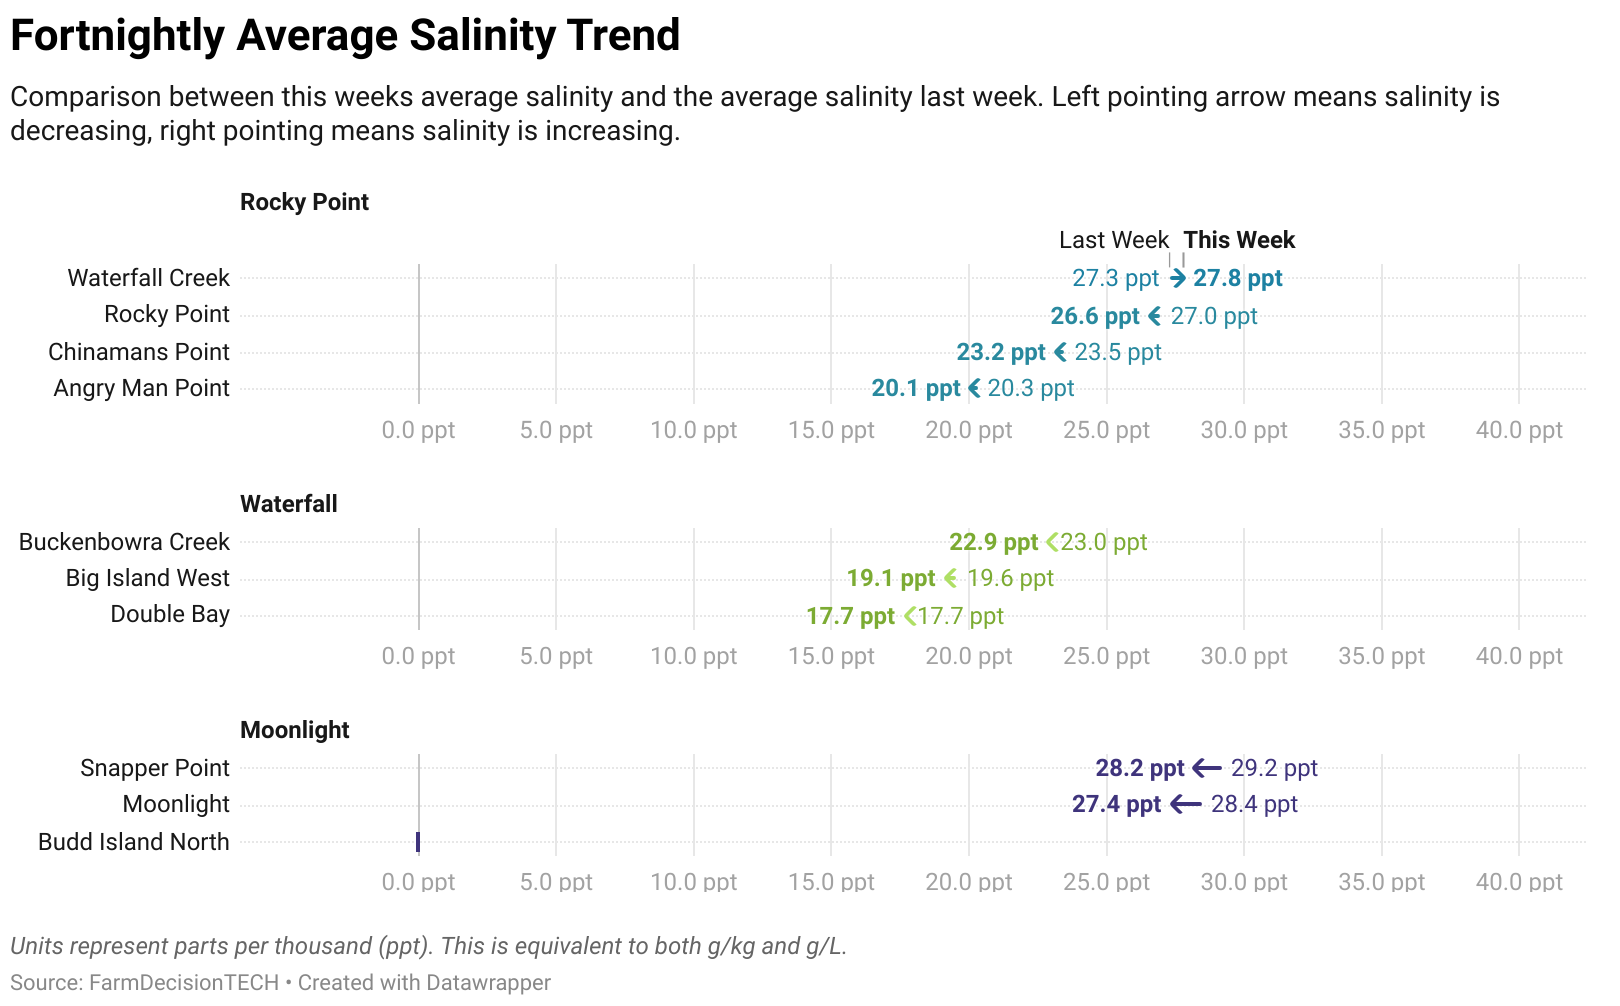 Fortnightly Average Salinity Trend
Comparison between this weeks average salinity and the average salinity last week. Left pointing arrow means salinity is
decreasing, right pointing means salinity is increasing.
Rocky Point
Last Week This Week
Waterfall Creek 27.3 ppt 27.8 ppt
Rocky Point 26.6 ppt 27.0 ppt
Chinamans Point 23.2 ppt 23.5 ppt
Angry Man Point 20.1 ppt 20.3 ppt
0.0 ppt 5.0 ppt 10.0 ppt 15.0 ppt 20.0 ppt 25.0 ppt 30.0 ppt 35.0 ppt 40.0 ppt
Waterfall
Buckenbowra Creek 22.9 ppt 23.0 ppt
Big Island West 19.1 ppt 19.6 ppt
Double Bay 17.7 ppt 17.7 ppt
0.0 ppt 5.0 ppt 10.0 ppt 15.0 ppt 20.0 ppt 25.0 ppt 30.0 ppt 35.0 ppt 40.0 ppt
Moonlight
Snapper Point 28.2 ppt 29.2 ppt
Moonlight 27.4 ppt 28.4 ppt
Budd Island North
0.0 ppt 5.0 ppt 10.0 ppt 15.0 ppt 20.0 ppt 25.0 ppt 30.0 ppt 35.0 ppt 40.0 ppt
Units represent parts per thousand (ppt). This is equivalent to both g/kg and g/L.
Source: FarmDecisionTECH • Created with Datawrapper